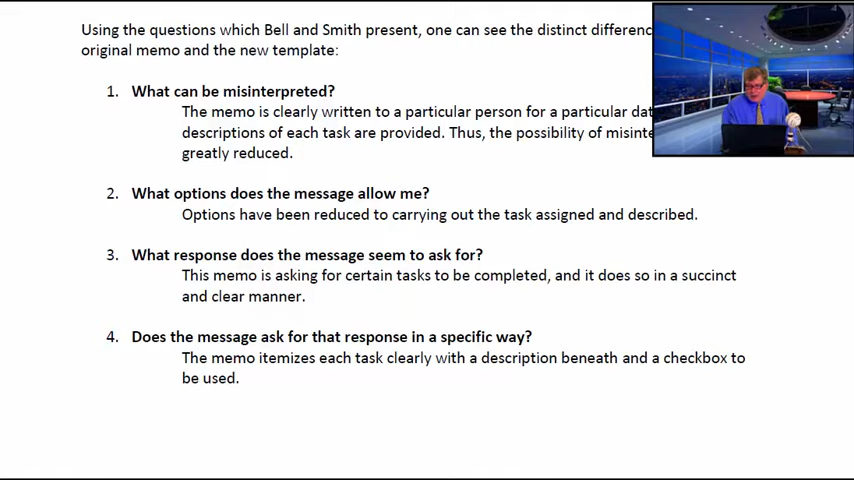 Using the questions which Bell and Smith present, one can see the distinct
original memo and the new template:
1. What can be misinterpreted?
The memo is clearly written to a particular person for a particular
descriptions of each task are provided. Thus, the possibility of
greatly reduced.
2. What options does the message allow me?
Options have been reduced to carrying out the task assigned and described.
3. What response does the message seem to ask for?
This memo is asking for certain tasks to be completed, and it does so in a succinct
and clear manner.
4. Does the message ask for that response in a specific way?
The memo itemizes each task clearly with a description beneath and a checkbox to
be used.